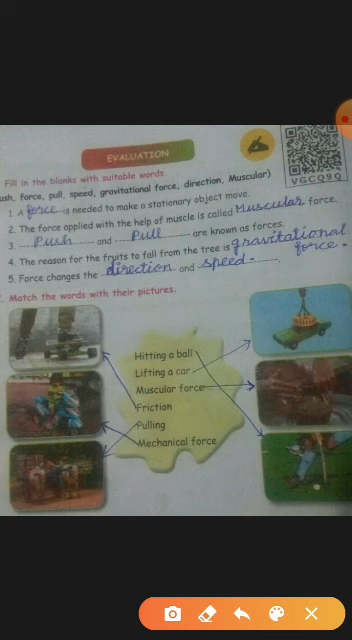 EVALUATION
VGCQ9Q
Fill in the blanks with suitable words.
ush, force, pull, speed, gravitational force, direction, Muscular)
1. A force is needed to make a stationary object move.
2. The force applied with the help of muscle is called Muscular force.
3. Push and Pull are known as forces.
4. The reason for the fruits to fall from the tree is gravitational force.
5. Force changes the direction and speed.
Match the words with their pictures.
Hitting a ball
Lifting a car
Muscular force
Friction
Pulling
Mechanical force